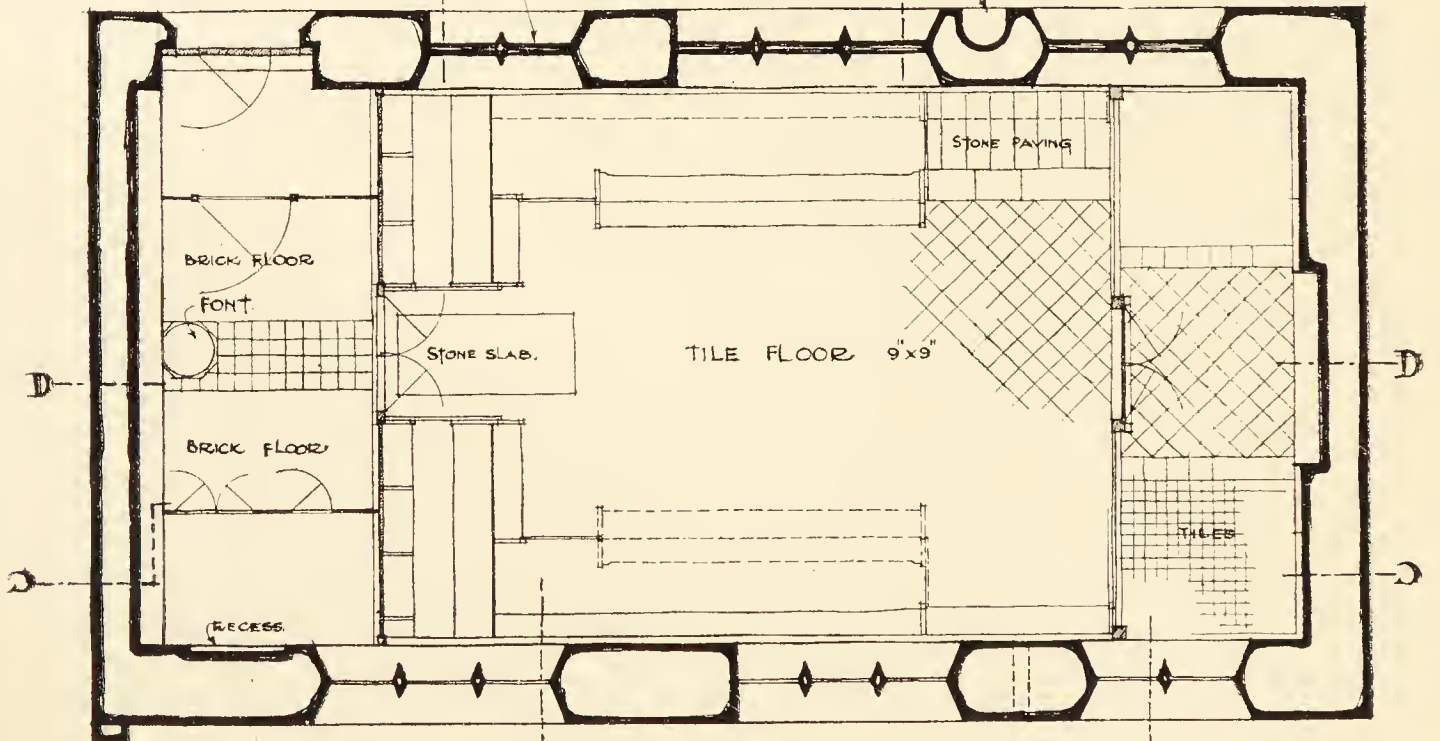 STONE PAVING
BRICK FLOOR
FONT.
STONE SLAB.
TILE FLOOR 9"x9"
D
D
BRICK FLOOR
TILES
C
C
RECESS.